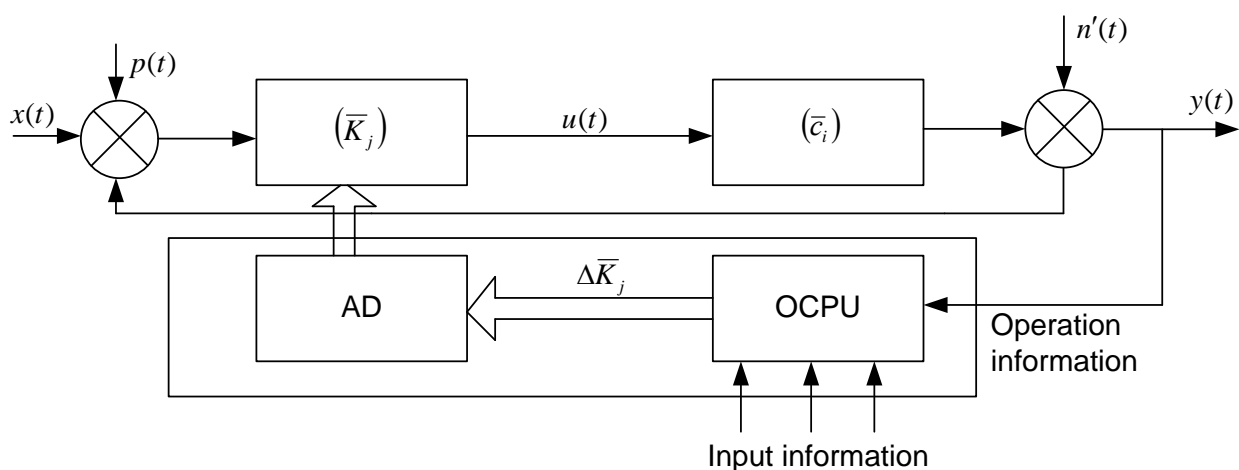 n′(t)
p(t)
x(t)
(K̅ⱼ)
u(t)
(c̅ᵢ)
y(t)
ΔK̅ⱼ
AD
OCPU
Operation
information
Input information